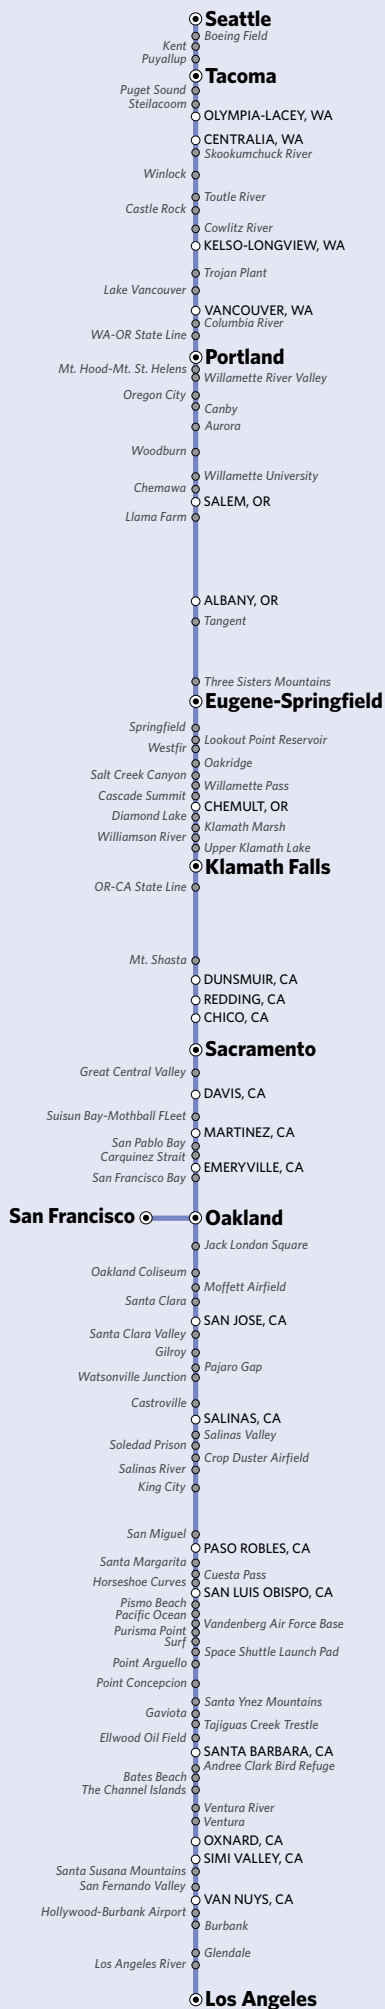 Seattle
Boeing Field
Kent
Puyallup
Tacoma
Puget Sound
Steilacoom
OLYMPIA-LACEY, WA
CENTRALIA, WA
Skookumchuck River
Winlock
Toutle River
Castle Rock
Cowlitz River
KELSO-LONGVIEW, WA
Trojan Plant
Lake Vancouver
VANCOUVER, WA
Columbia River
WA-OR State Line
Portland
Mt. Hood-Mt. St. Helens
Willamette River Valley
Oregon City
Canby
Aurora
Woodburn
Willamette University
Chemawa
SALEM, OR
Llama Farm
ALBANY, OR
Tangent
Three Sisters Mountains
Eugene-Springfield
Springfield
Lookout Point Reservoir
Westfir
Oakridge
Salt Creek Canyon
Willamette Pass
Cascade Summit
CHEMULT, OR
Diamond Lake
Klamath Marsh
Williamson River
Upper Klamath Lake
Klamath Falls
OR-CA State Line
Mt. Shasta
DUNSMUIR, CA
REDDING, CA
CHICO, CA
Sacramento
Great Central Valley
DAVIS, CA
Suisun Bay-Mothball FLeet
MARTINEZ, CA
San Pablo Bay
Carquinez Strait
EMERYVILLE, CA
San Francisco Bay
San Francisco
Oakland
Jack London Square
Oakland Coliseum
Moffett Airfield
Santa Clara
SAN JOSE, CA
Santa Clara Valley
Gilroy
Pajaro Gap
Watsonville Junction
Castroville
SALINAS, CA
Salinas Valley
Soledad Prison
Crop Duster Airfield
Salinas River
King City
San Miguel
PASO ROBLES, CA
Santa Margarita
Cuesta Pass
Horseshoe Curves
SAN LUIS OBISPO, CA
Pismo Beach
Pacific Ocean
Vandenberg Air Force Base
Purisma Point
Surf
Space Shuttle Launch Pad
Point Arguello
Point Concepcion
Santa Ynez Mountains
Gaviota
Tajiguas Creek Trestle
Ellwood Oil Field
SANTA BARBARA, CA
Andree Clark Bird Refuge
Bates Beach
The Channel Islands
Ventura River
Ventura
OXNARD, CA
SIMI VALLEY, CA
Santa Susana Mountains
San Fernando Valley
VAN NUYS, CA
Hollywood-Burbank Airport
Burbank
Glendale
Los Angeles River
Los Angeles